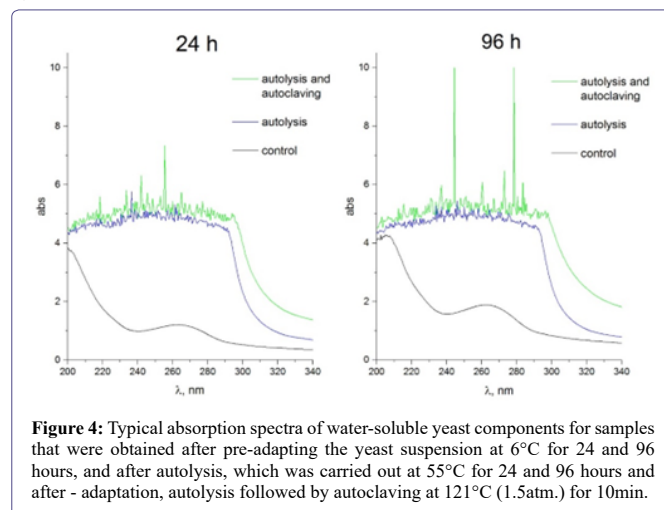 24 h
96 h
10
8
6
4
2
0
abs
autolysis and
autoclaving
autolysis
control
200 220 240 260 280 300 320 340
λ, nm
10
8
6
4
2
0
abs
autolysis and
autoclaving
autolysis
control
200 220 240 260 280 300 320 340
λ, nm
Figure 4: Typical absorption spectra of water-soluble yeast components for samples
that were obtained after pre-adapting the yeast suspension at 6°C for 24 and 96
hours, and after autolysis, which was carried out at 55°C for 24 and 96 hours and
after - adaptation, autolysis followed by autoclaving at 121°C (1.5atm.) for 10min.